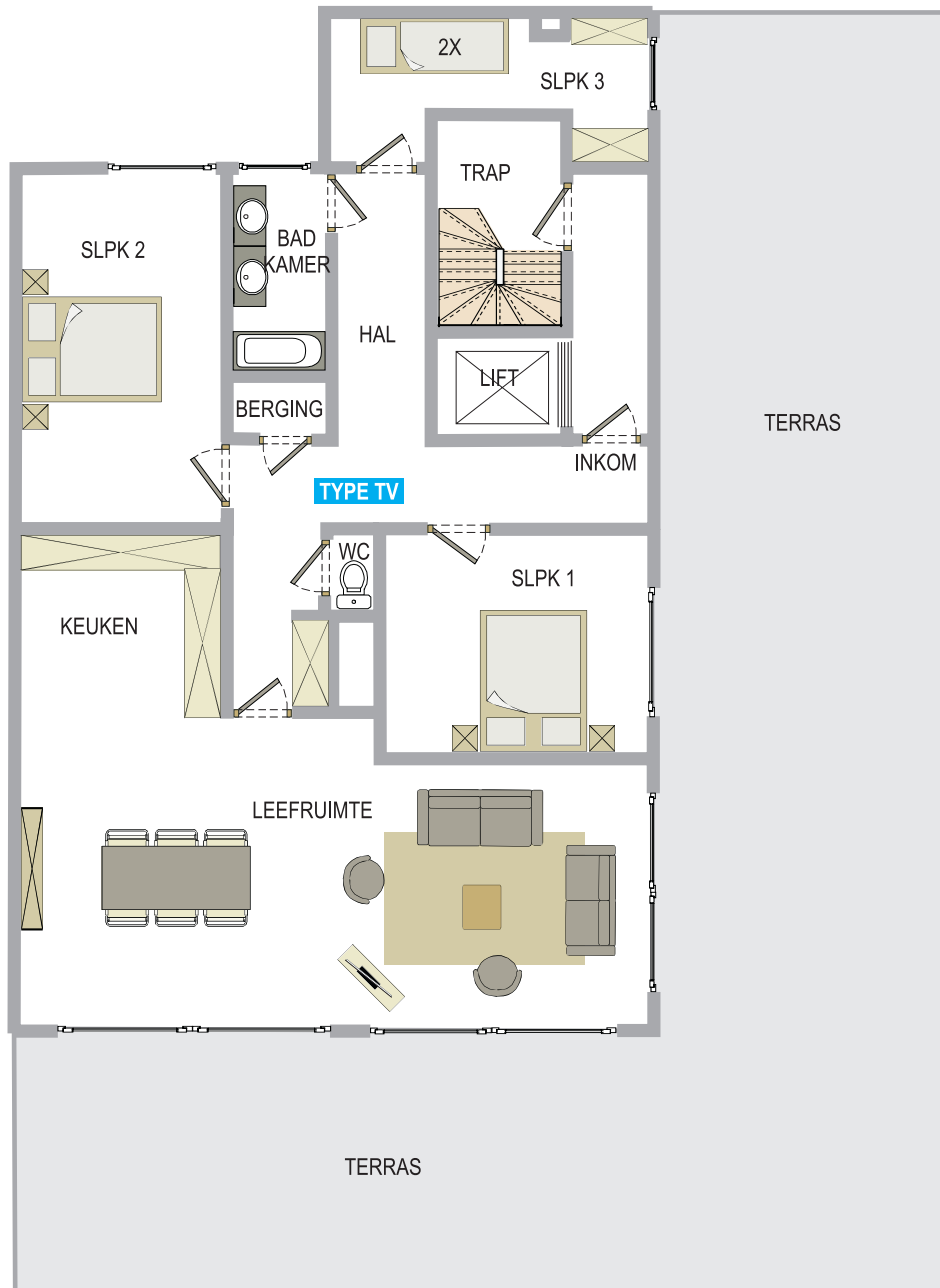 2X
SLPK 3
TRAP
SLPK 2
BAD
KAMER
HAL
LIFT
BERGING
TERRAS
INKOM
TYPE TV
WC
SLPK 1
KEUKEN
LEEFRUIMTE
TERRAS